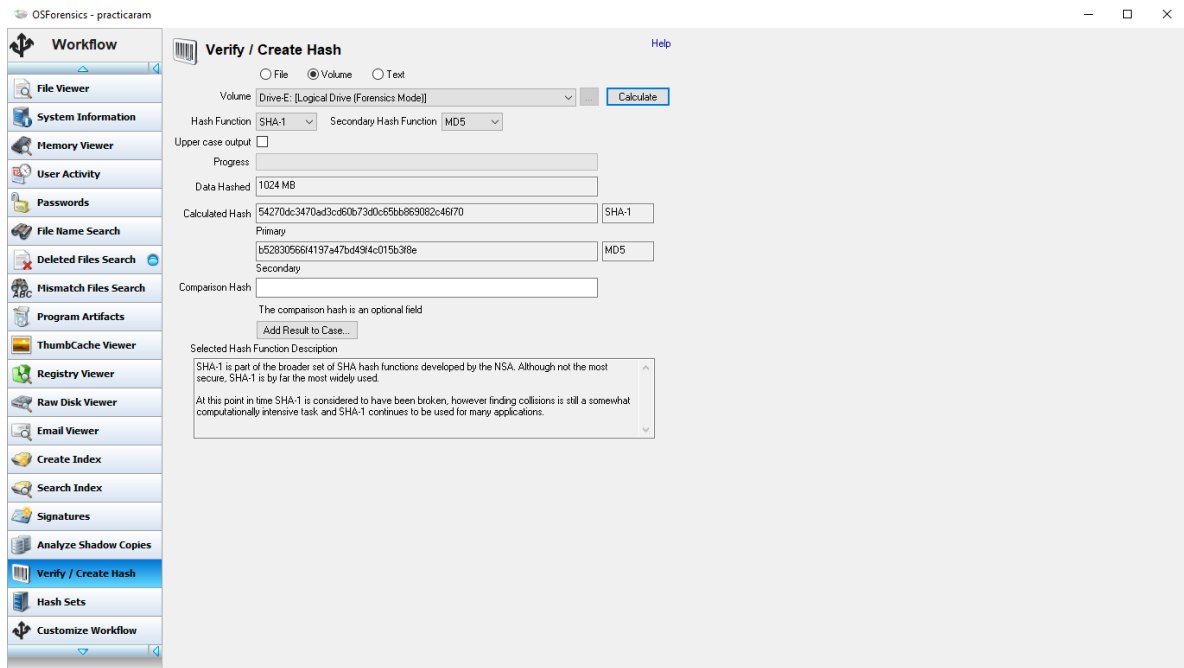 OSForensics - practicaram
Workflow
File Viewer
System Information
Memory Viewer
User Activity
Passwords
File Name Search
Deleted Files Search
ABC
Mismatch Files Search
Program Artifacts
ThumbCache Viewer
Registry Viewer
Raw Disk Viewer
Email Viewer
Create Index
Search Index
Signatures
Analyze Shadow Copies
Verify / Create Hash
Hash Sets
Customize Workflow
Verify / Create Hash
Help
File Volume Text
Volume Drive-E: [Logical Drive (Forensics Mode)] ... Calculate
Hash Function SHA-1 Secondary Hash Function MD5
Upper case output
Progress
Data Hashed 1024 MB
Calculated Hash 54270dc3470ad3cd60b73d0c65bb869082c46f70 SHA-1
Primary
b52830566f4197a47bd49f4c015b3f8e MD5
Secondary
Comparison Hash
The comparison hash is an optional field
Add Result to Case...
Selected Hash Function Description
SHA-1 is part of the broader set of SHA hash functions developed by the NSA. Although not the most
secure, SHA-1 is by far the most widely used.
At this point in time SHA-1 is considered to have been broken, however finding collisions is still a somewhat
computationally intensive task and SHA-1 continues to be used for many applications.